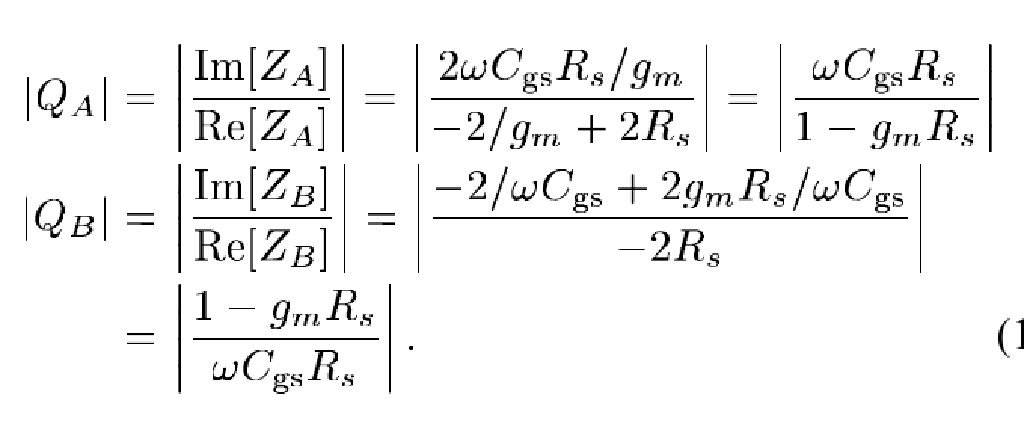 |Q_A| = |Im[Z_A]/Re[Z_A]| = |(2ωC_gs R_s/g_m)/(−2/g_m + 2R_s)| = |(ωC_gs R_s)/(1 − g_m R_s)|
|Q_B| = |Im[Z_B]/Re[Z_B]| = |(−2/ωC_gs + 2g_m R_s/ωC_gs)/(−2R_s)|
= |(1 − g_m R_s)/(ωC_gs R_s)|. (1